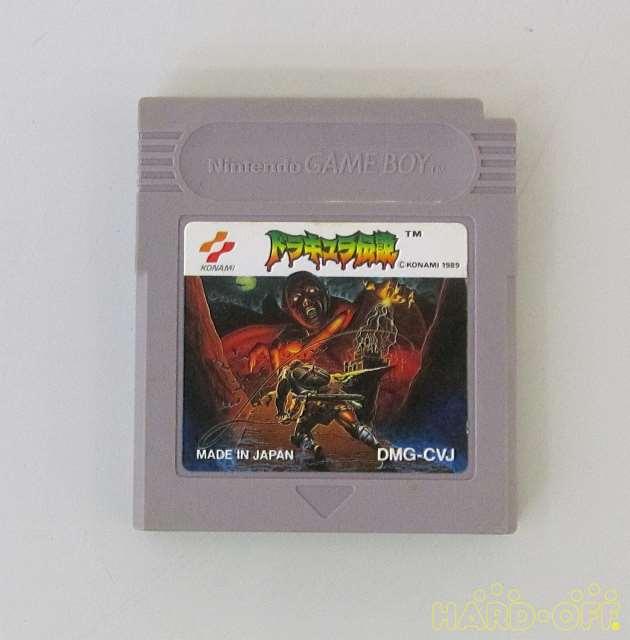 Nintendo GAME BOY TM
KONAMI
ドラキュラ伝説 TM
©KONAMI 1989
MADE IN JAPAN
DMG-CVJ
HARD-OFF